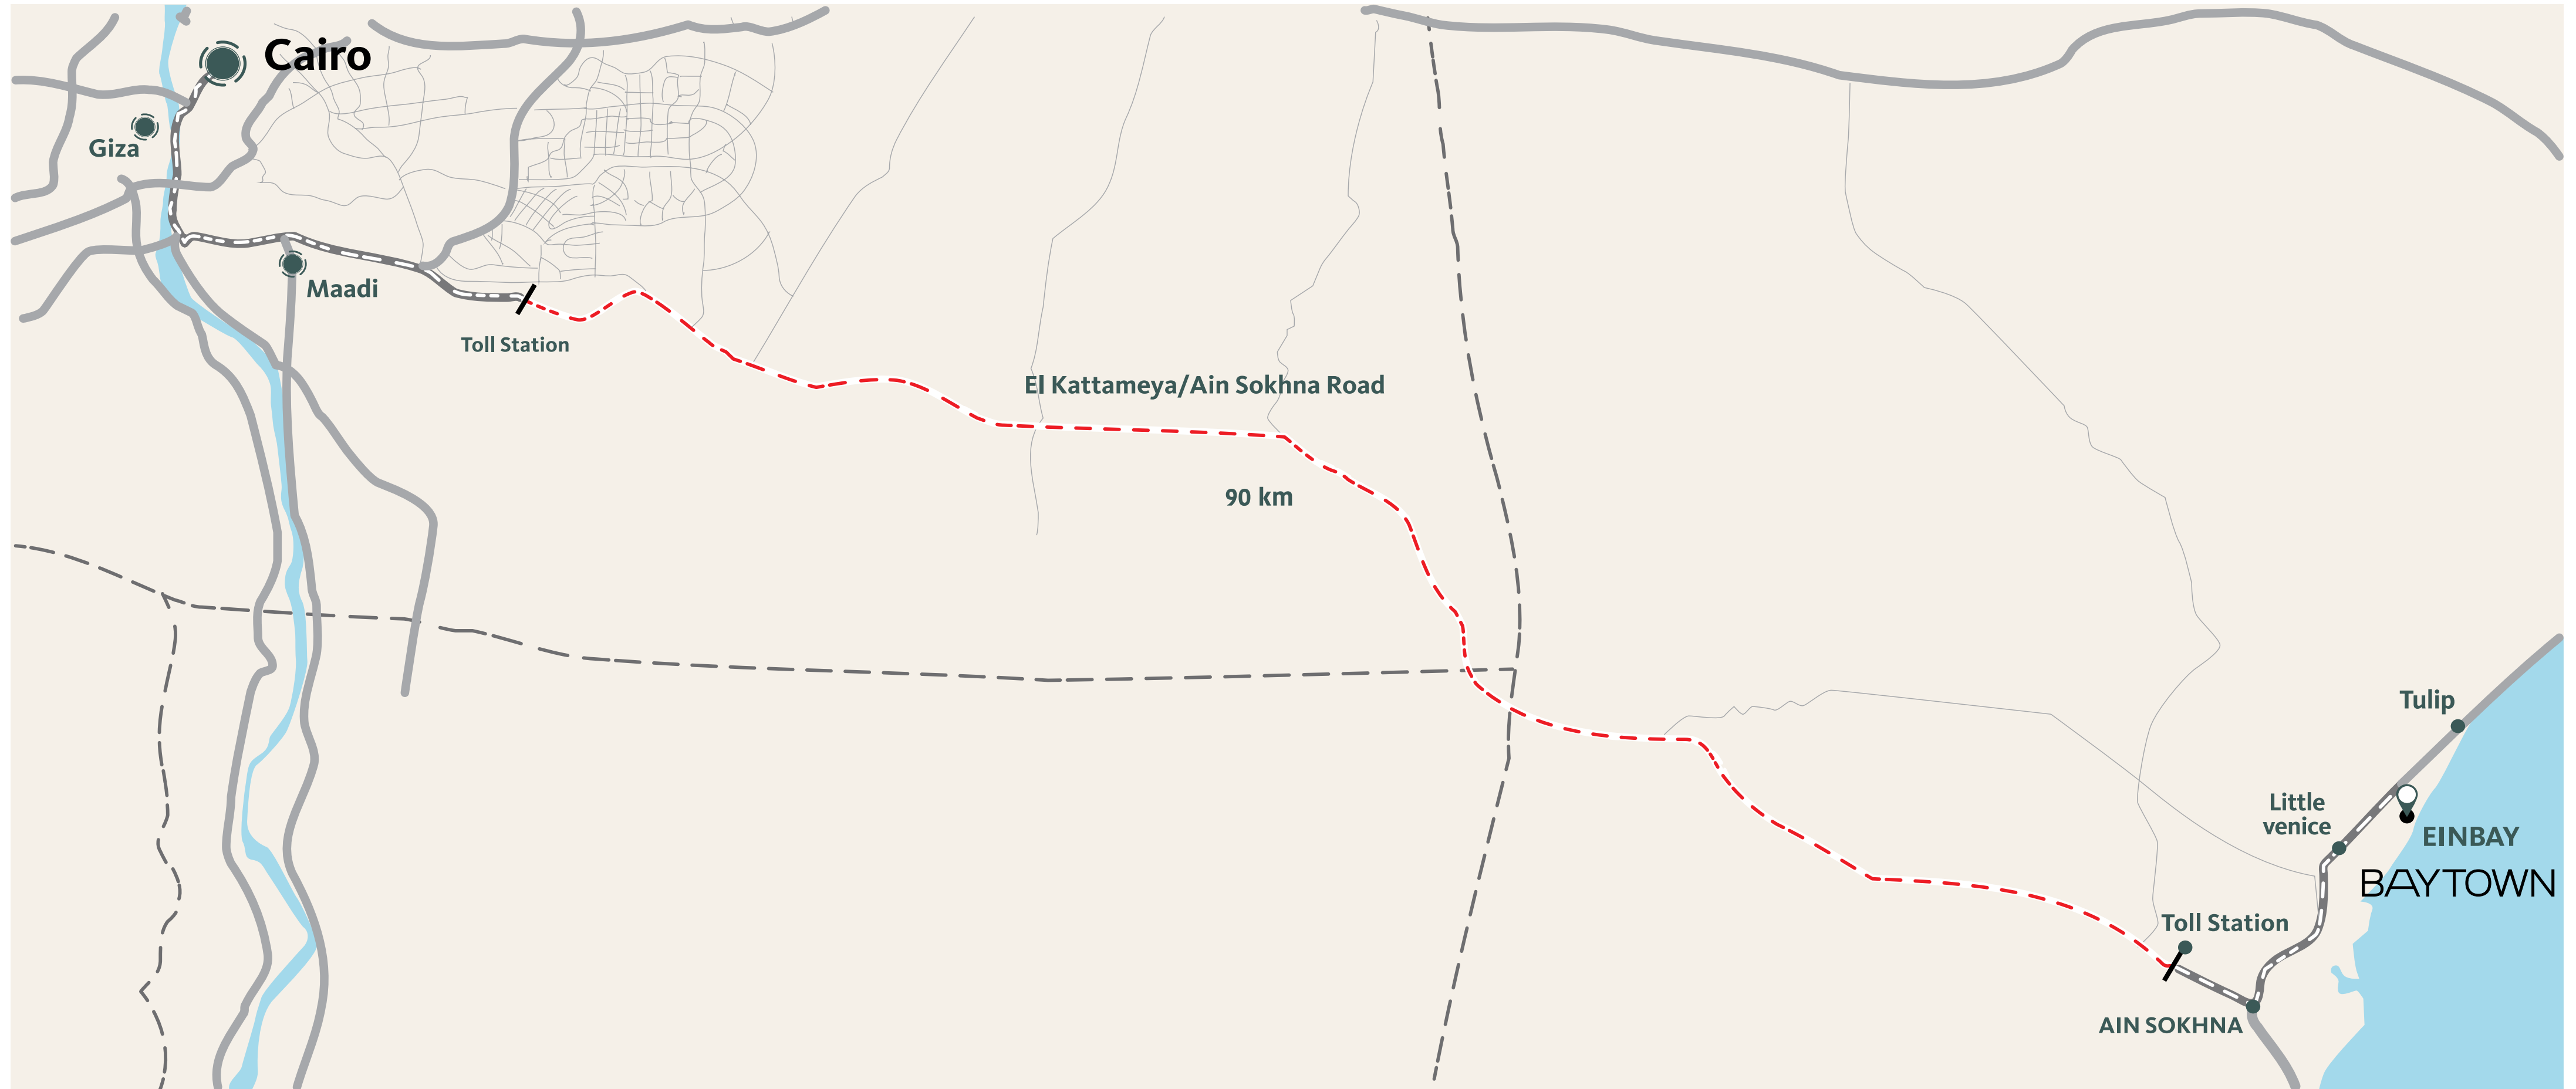 Cairo
Giza
Maadi
Toll Station
El Kattameya/Ain Sokhna Road
90 km
Tulip
Little
venice
EINBAY
BAYTOWN
Toll Station
AIN SOKHNA